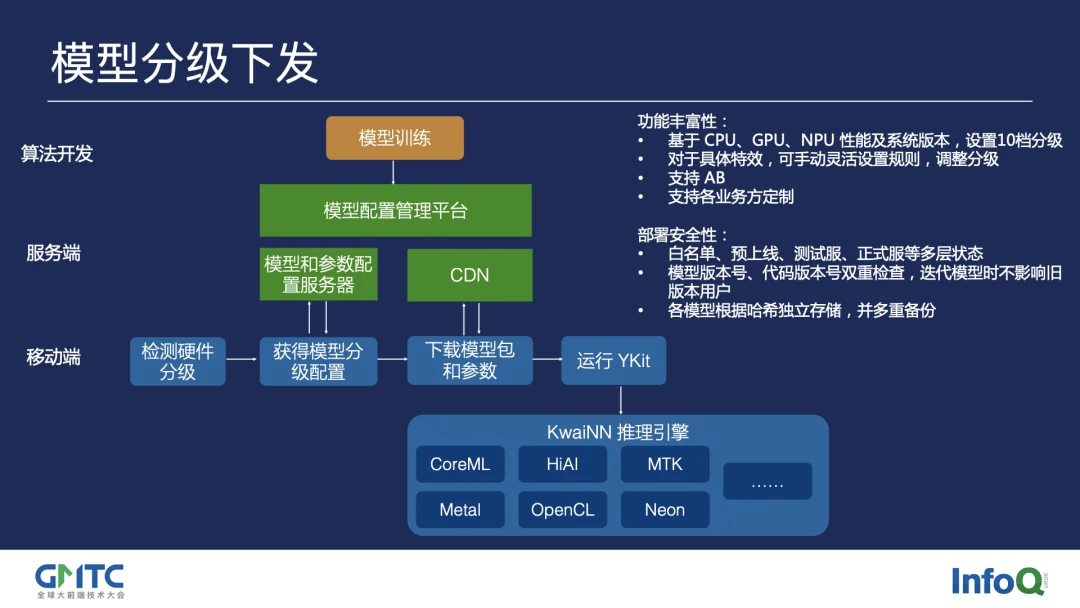 模型分级下发
算法开发
模型训练
模型配置管理平台
服务端
模型和参数配
置服务器
CDN
移动端
检测硬件
分级
获得模型分
级配置
下载模型包
和参数
运行 YKit
KwaiNN 推理引擎
CoreML
HiAI
MTK
……
Metal
OpenCL
Neon
功能丰富性：
• 基于 CPU、GPU、NPU 性能及系统版本，设置10档分级
• 对于具体特效，可手动灵活设置规则，调整分级
• 支持 AB
• 支持各业务方定制
部署安全性：
• 白名单、预上线、测试服、正式服等多层状态
• 模型版本号、代码版本号双重检查，迭代模型时不影响旧
版本用户
• 各模型根据哈希独立存储，并多重备份
GMTC
全球大前端技术大会
InfoQ